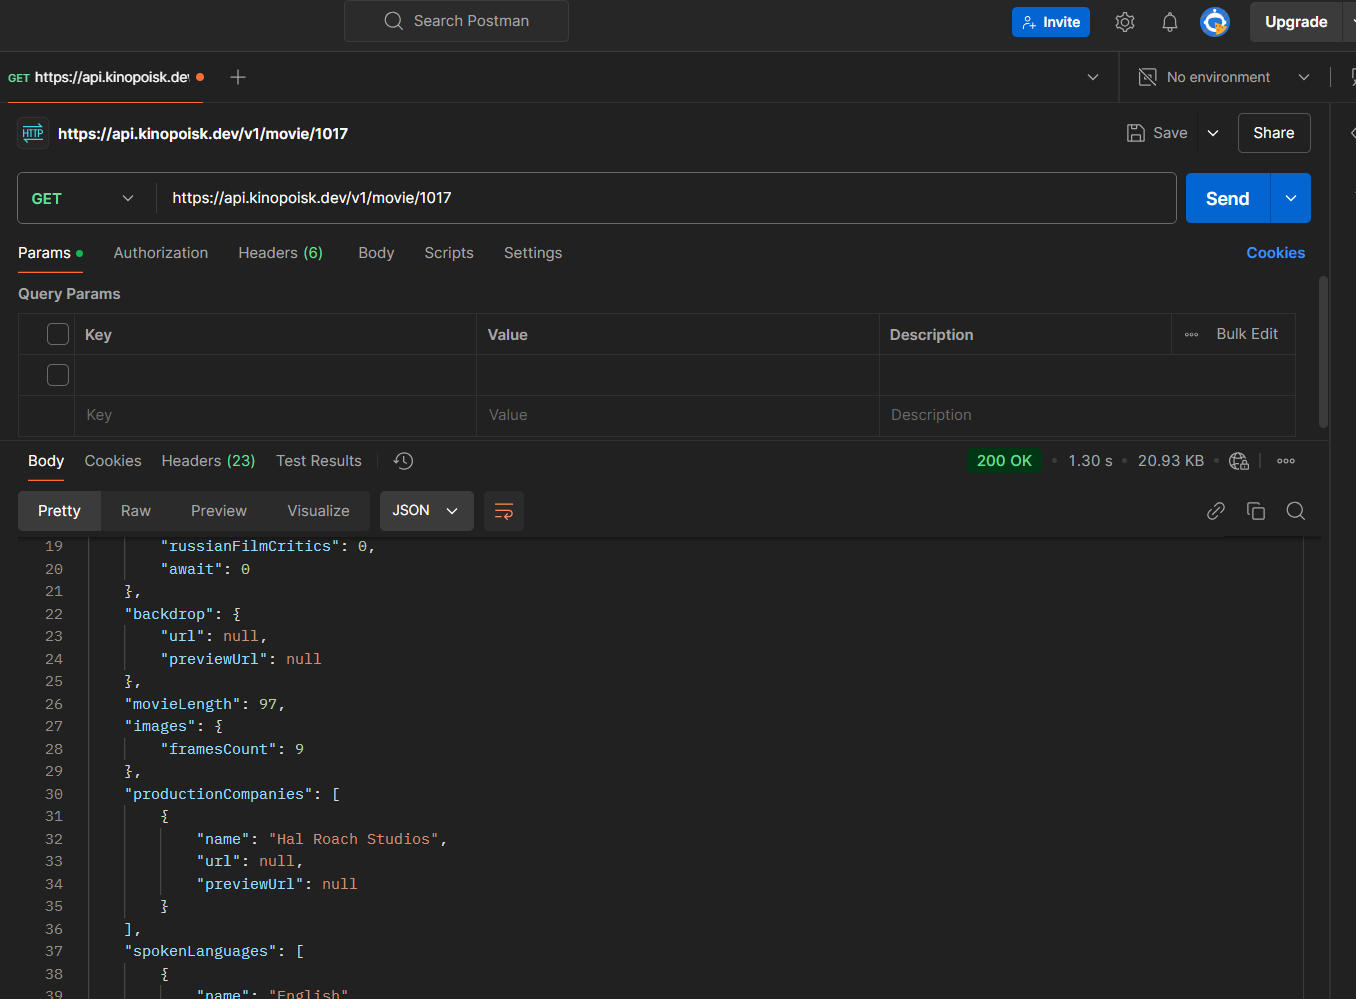 Search Postman
Invite
Upgrade
GET https://api.kinopoisk.de
No environment
HTTP https://api.kinopoisk.dev/v1/movie/1017
Save
Share
GET https://api.kinopoisk.dev/v1/movie/1017
Send
Params Authorization Headers (6) Body Scripts Settings Cookies
Query Params
Key Value Description Bulk Edit
Key Value Description
Body Cookies Headers (23) Test Results 200 OK 1.30 s 20.93 KB
Pretty Raw Preview Visualize JSON
19 "russianFilmCritics": 0,
20 "await": 0
21 },
22 "backdrop": {
23 "url": null,
24 "previewUrl": null
25 },
26 "movieLength": 97,
27 "images": {
28 "framesCount": 9
29 },
30 "productionCompanies": [
31 {
32 "name": "Hal Roach Studios",
33 "url": null,
34 "previewUrl": null
35 }
36 ],
37 "spokenLanguages": [
38 {
39 "name": "English"